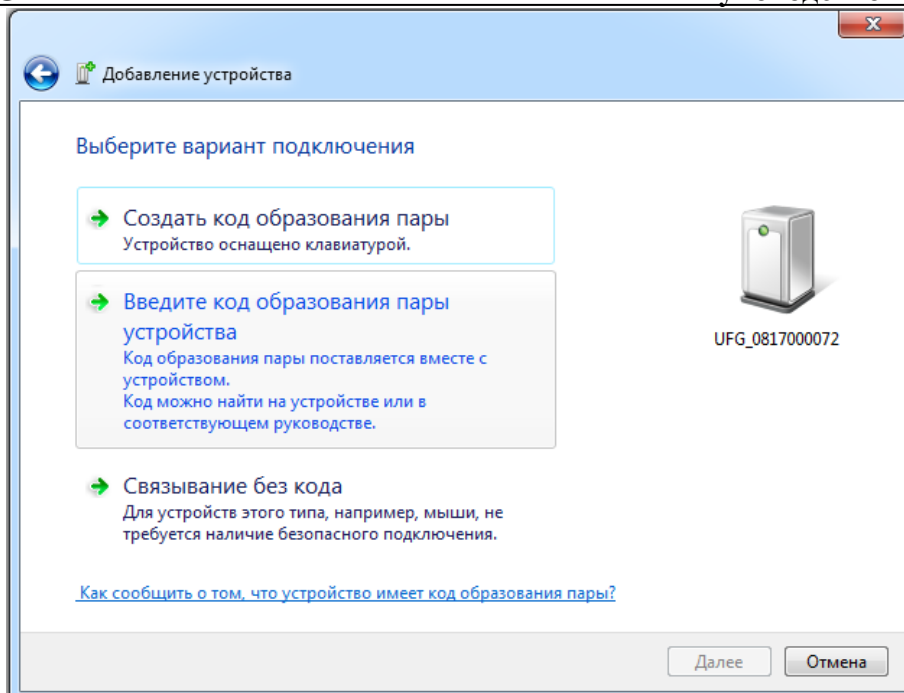 Добавление устройства
Выберите вариант подключения
Создать код образования пары
Устройство оснащено клавиатурой.
Введите код образования пары
устройства
Код образования пары поставляется вместе с
устройством.
Код можно найти на устройстве или в
соответствующем руководстве.
UFG_0817000072
Связывание без кода
Для устройств этого типа, например, мыши, не
требуется наличие безопасного подключения.
Как сообщить о том, что устройство имеет код образования пары?
Далее
Отмена